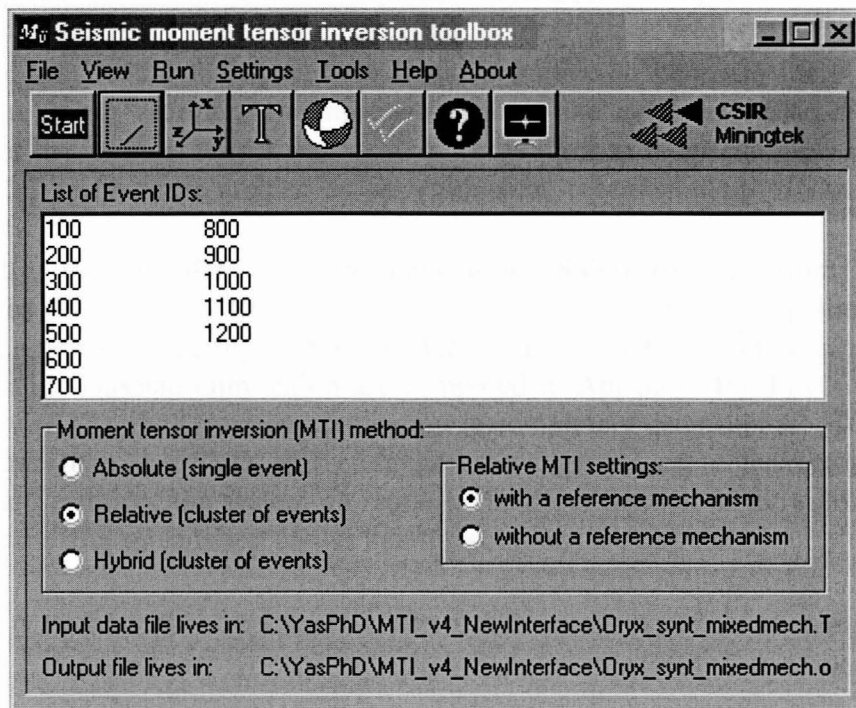 Mij Seismic moment tensor inversion toolbox
File View Run Settings Tools Help About
Start x z y T ? CSIR Miningtek
List of Event IDs:
100 800
200 900
300 1000
400 1100
500 1200
600
700
Moment tensor inversion (MTI) method:
Absolute (single event)
Relative (cluster of events)
Hybrid (cluster of events)
Relative MTI settings:
with a reference mechanism
without a reference mechanism
Input data file lives in: C:\YasPhD\MTI_v4_NewInterface\Oryx_synt_mixedmech.T
Output file lives in: C:\YasPhD\MTI_v4_NewInterface\Oryx_synt_mixedmech.o